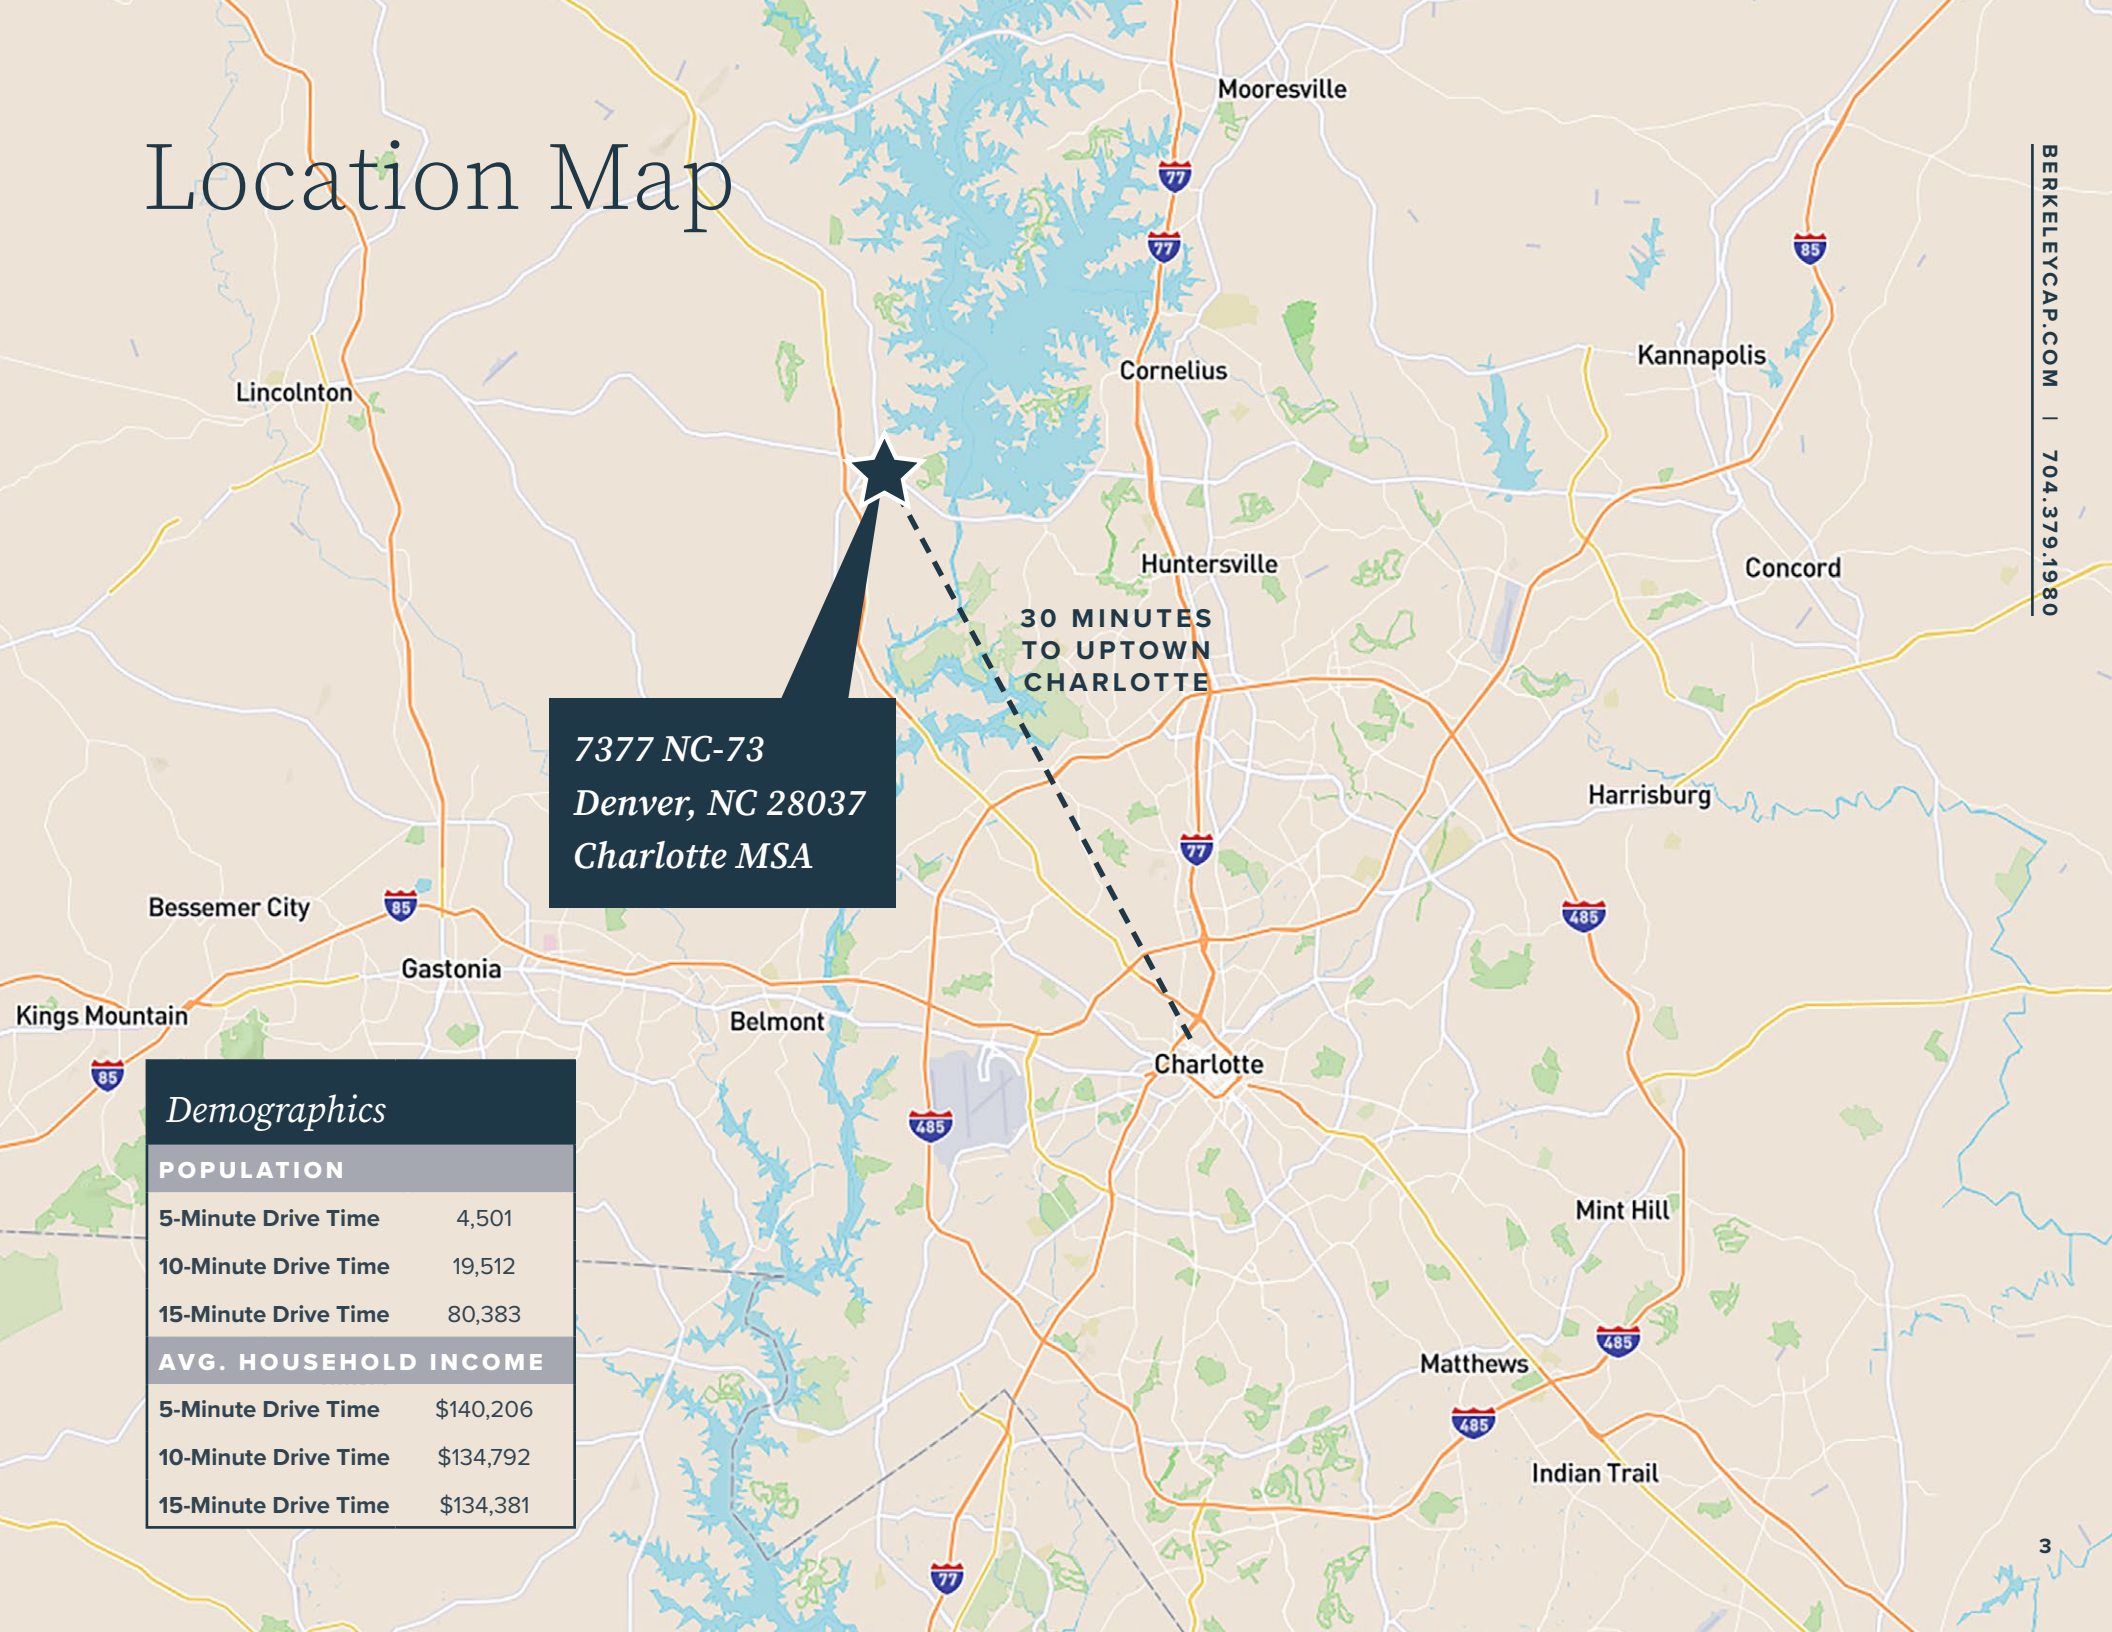 Location Map
BERKELEYCAP.COM | 704.379.1980
Mooresville
77
77
85
Kannapolis
Cornelius
Lincolnton
Huntersville
Concord
30 MINUTES
TO UPTOWN
CHARLOTTE
7377 NC-73
Denver, NC 28037
Charlotte MSA
Harrisburg
77
485
Bessemer City
85
Gastonia
Kings Mountain
Belmont
Charlotte
85
485
Mint Hill
485
Matthews
485
Indian Trail
77
Demographics
POPULATION
5-Minute Drive Time 4,501
10-Minute Drive Time 19,512
15-Minute Drive Time 80,383
AVG. HOUSEHOLD INCOME
5-Minute Drive Time $140,206
10-Minute Drive Time $134,792
15-Minute Drive Time $134,381
3